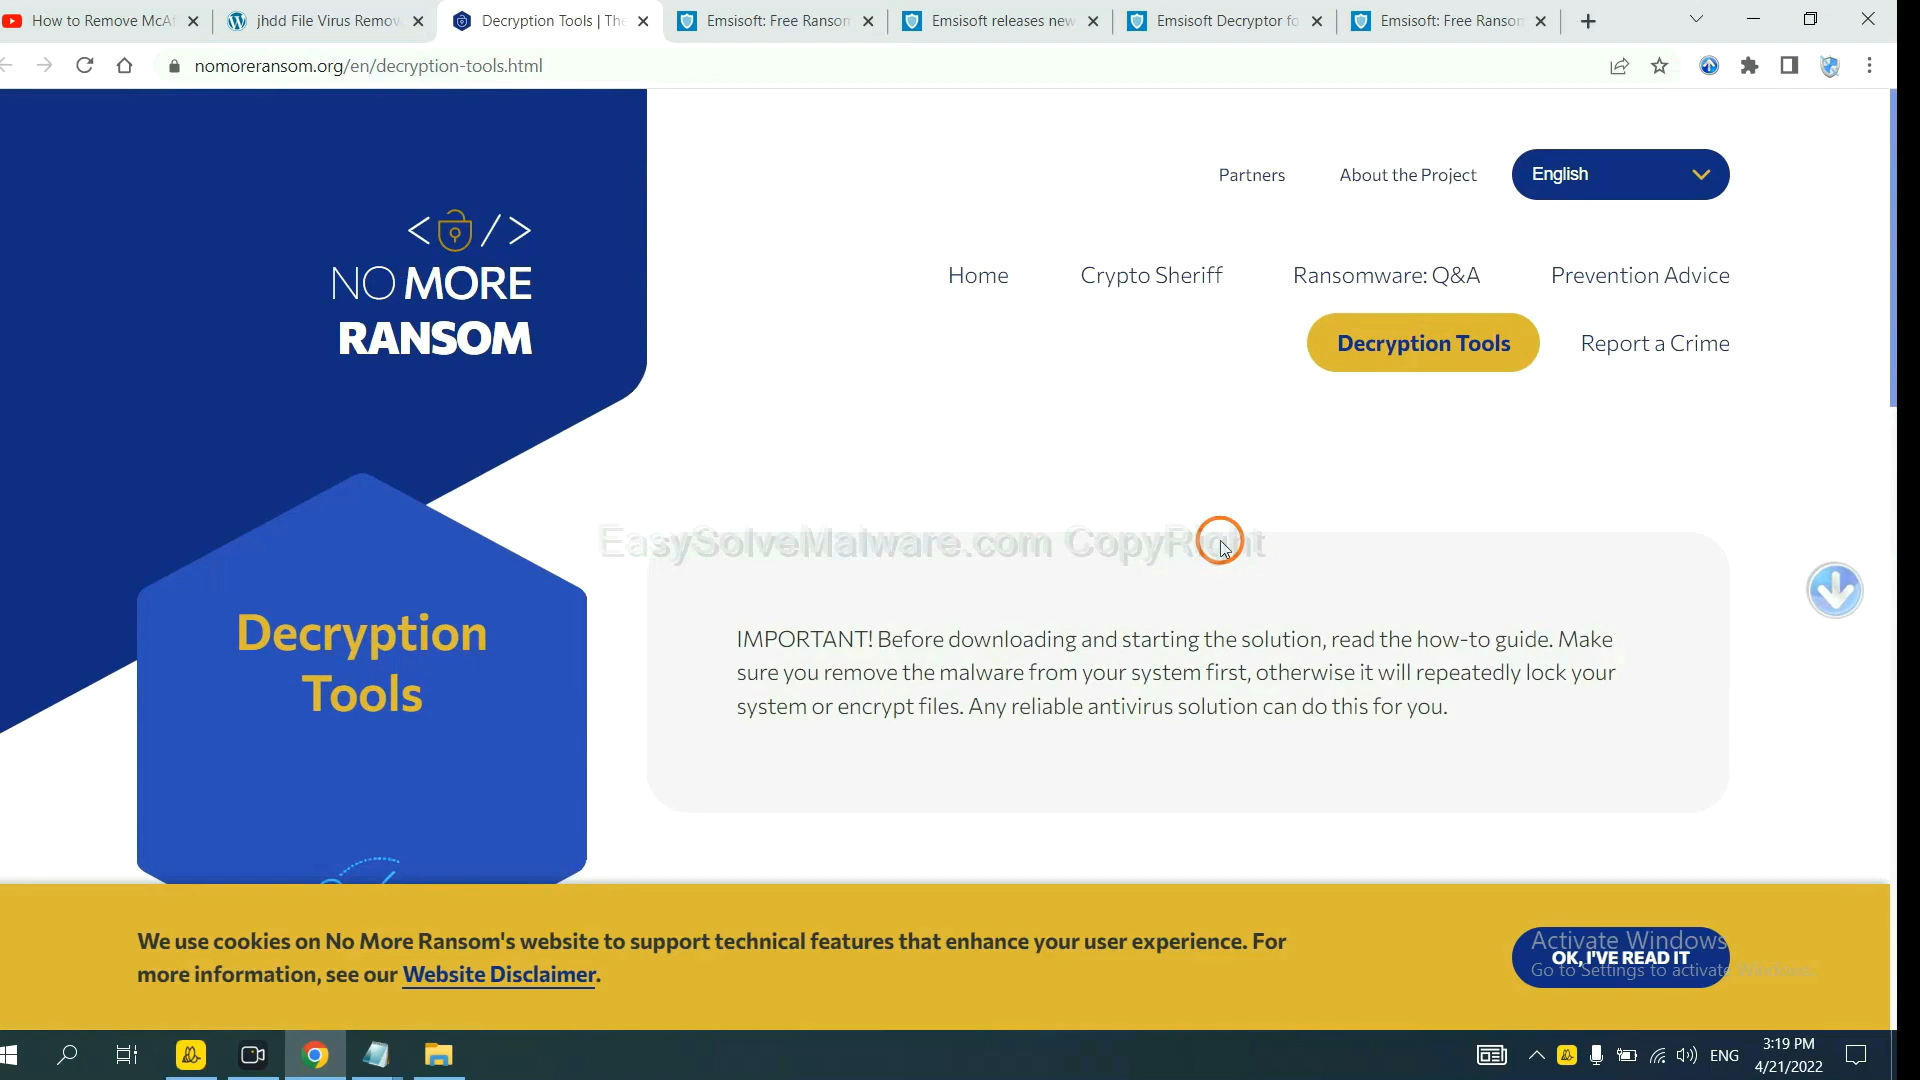 How to Remove McAf
jhdd File Virus Remov
Decryption Tools | The
Emsisoft: Free Ransom
Emsisoft releases new
Emsisoft Decryptor fo
Emsisoft: Free Ransom
nomoreransom.org/en/decryption-tools.html
Partners
About the Project
English
NO MORE
RANSOM
Home
Crypto Sheriff
Ransomware: Q&A
Prevention Advice
Decryption Tools
Report a Crime
EasySolveMalware.com CopyRight
Decryption
Tools
IMPORTANT! Before downloading and starting the solution, read the how-to guide. Make
sure you remove the malware from your system first, otherwise it will repeatedly lock your
system or encrypt files. Any reliable antivirus solution can do this for you.
We use cookies on No More Ransom's website to support technical features that enhance your user experience. For
more information, see our Website Disclaimer.
Activate Windows
OK, I'VE READ IT
Go to Settings to activate Windows.
ENG
3:19 PM
4/21/2022